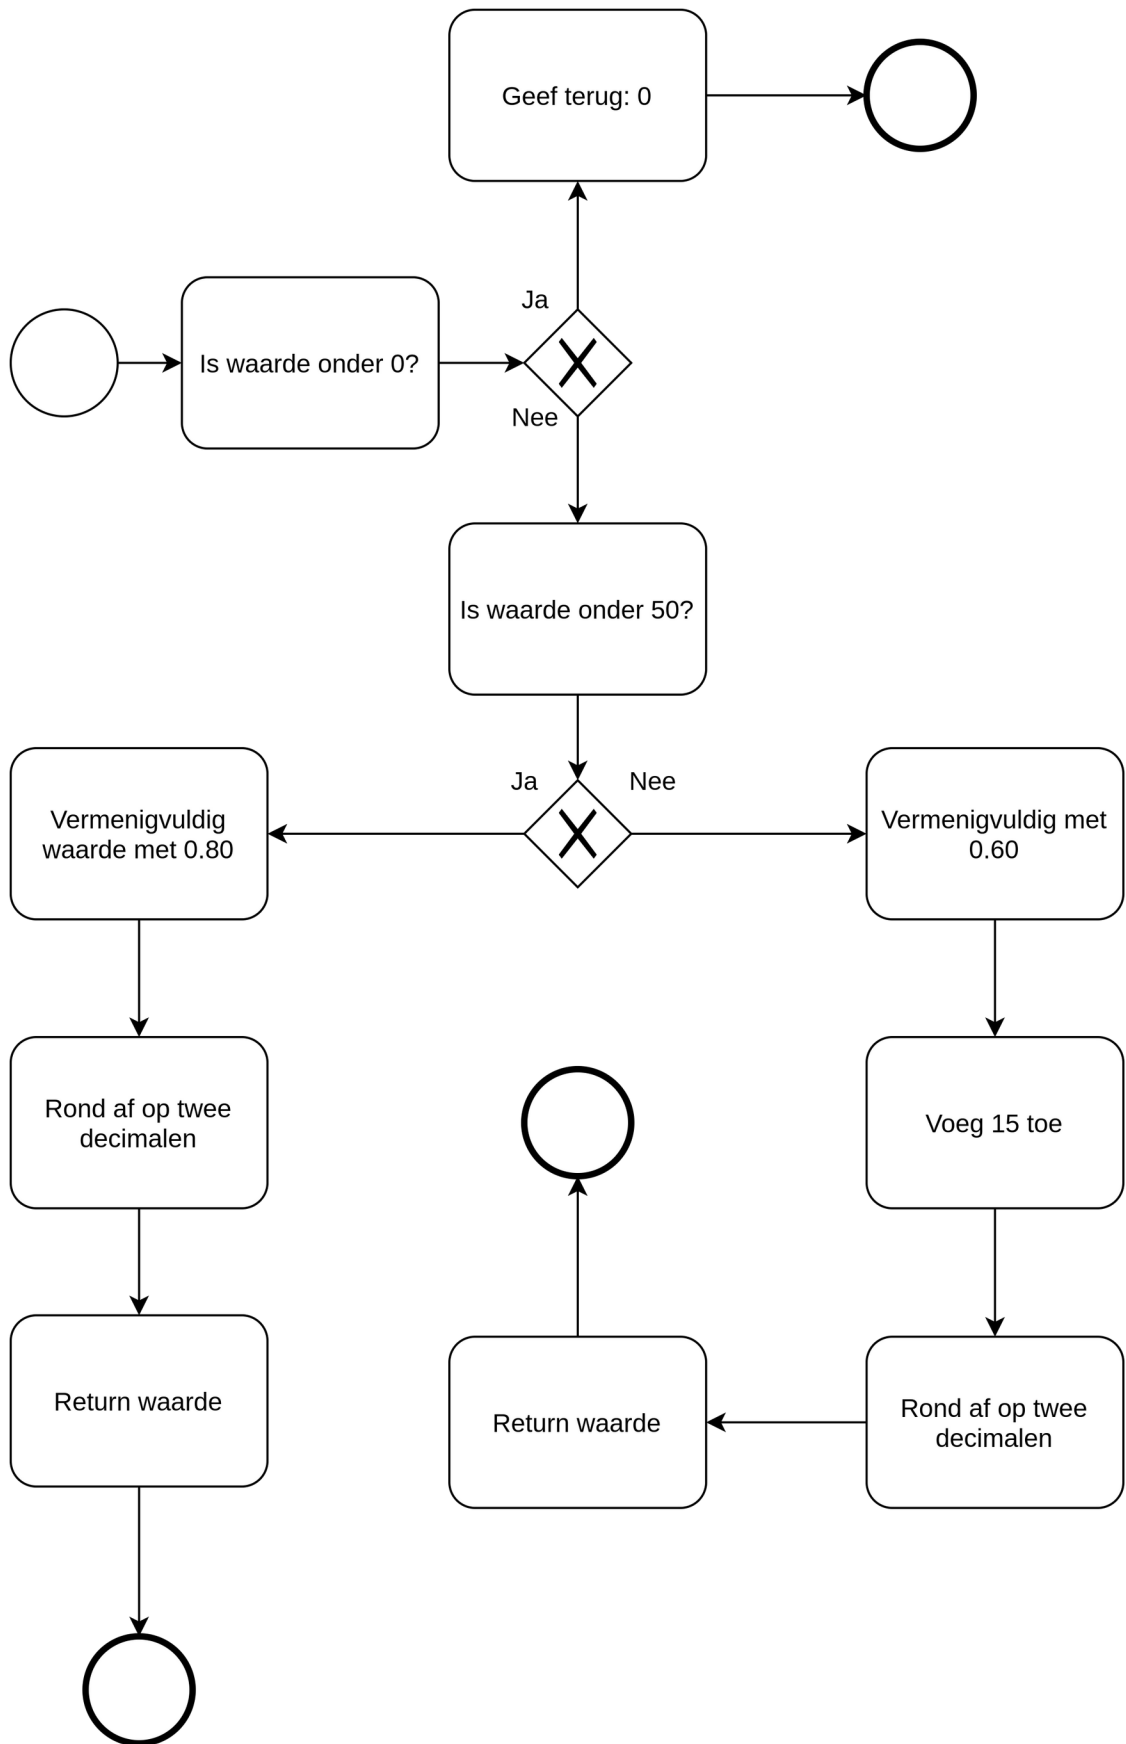 Geef terug: 0
Ja
Is waarde onder 0?
Nee
Is waarde onder 50?
Ja
Nee
Vermenigvuldig
waarde met 0.80
Vermenigvuldig met
0.60
Rond af op twee
decimalen
Voeg 15 toe
Return waarde
Return waarde
Rond af op twee
decimalen